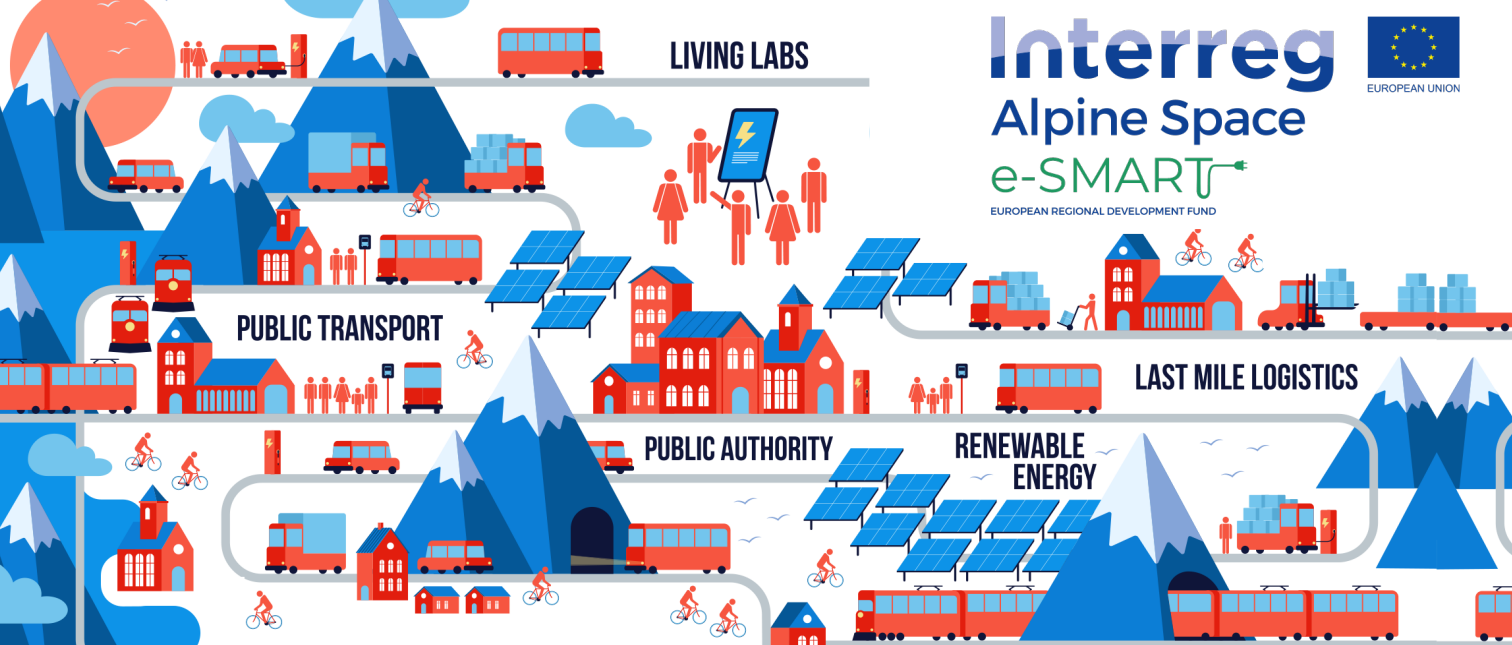 LIVING LABS
Interreg
EUROPEAN UNION
Alpine Space
e-SMART
EUROPEAN REGIONAL DEVELOPMENT FUND
PUBLIC TRANSPORT
LAST MILE LOGISTICS
PUBLIC AUTHORITY
RENEWABLE
ENERGY